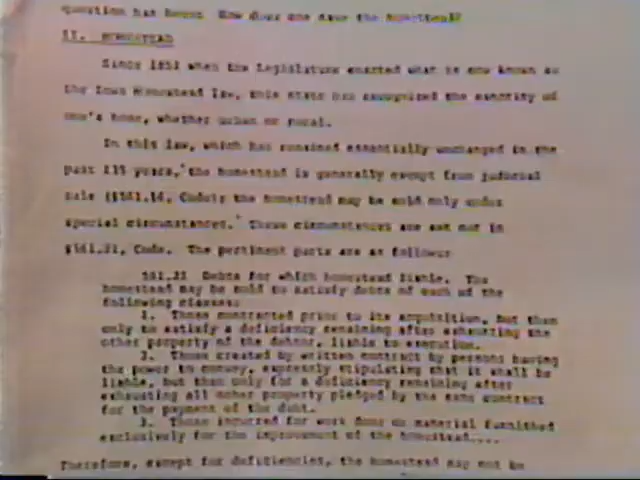 question has become How does one save the homestead?
II. HOMESTEAD
Since 1851 when the Legislature enacted what is now known as
the Iowa Homestead law, this state has recognized the sanctity of
one's home, whether urban or rural.
In this law, which has remained essentially unchanged in the
past 135 years, the homestead is generally exempt from judicial
sale (§561.16, Code); the homestead may be sold only under
special circumstances. These circumstances are set out in
§561.21, Code. The pertinent parts are as follows:
561.21 Debts for which homestead liable. The
homestead may be sold to satisfy debts of each of the
following classes:
1. Those contracted prior to its acquisition, but then
only to satisfy a deficiency remaining after exhausting the
other property of the debtor, liable to execution.
2. Those created by written contract by persons having
the power to convey, expressly stipulating that it shall be
liable, but then only for a deficiency remaining after
exhausting all other property pledged by the same contract
for the payment of the debt.
3. Those incurred for work done or material furnished
exclusively for the improvement of the homestead....
Therefore, except for deficiencies, the homestead may not be